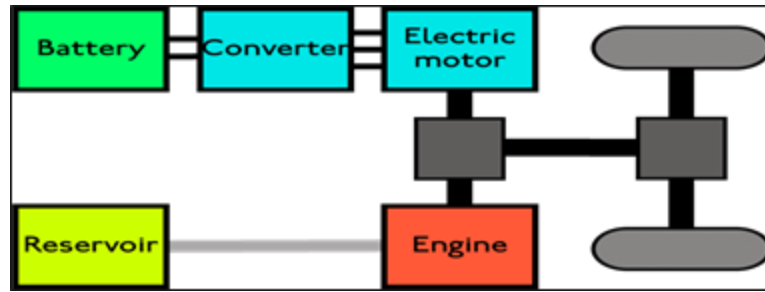 Battery
Converter
Electric
motor
Reservoir
Engine